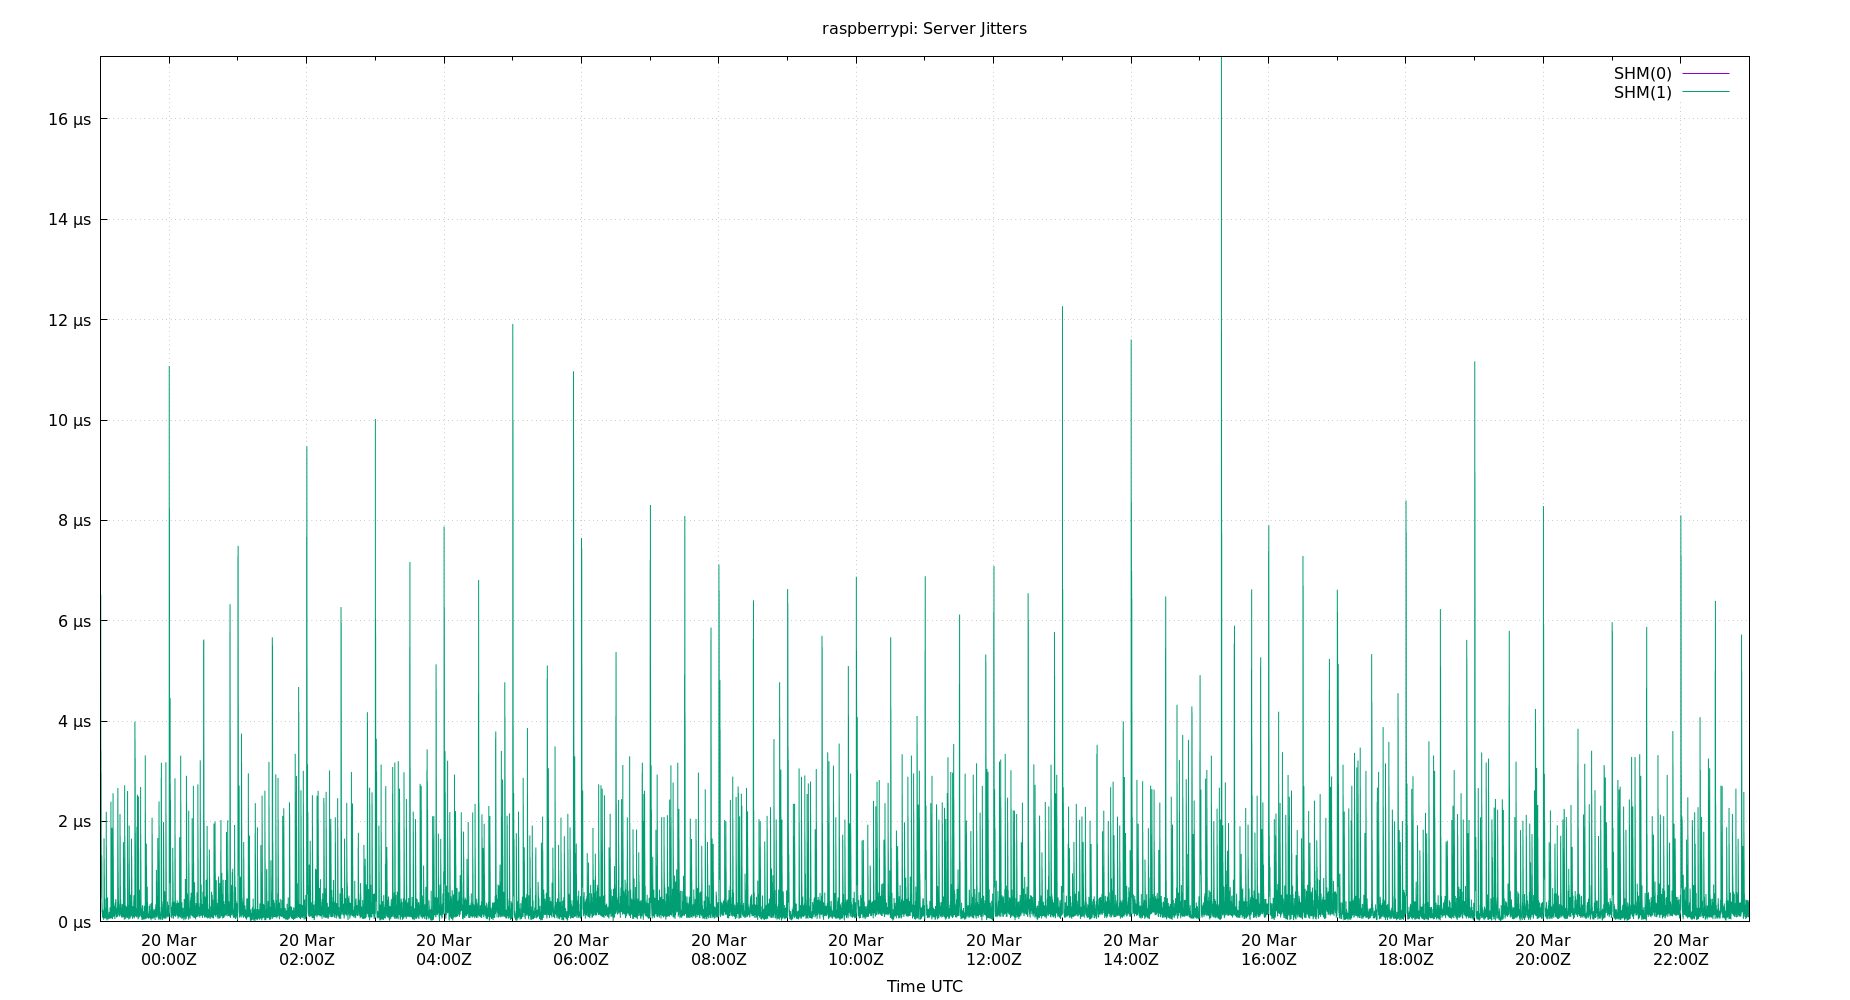 raspberrypi: Server Jitters
SHM(0)
SHM(1)
16 µs
14 µs
12 µs
10 µs
8 µs
6 µs
4 µs
2 µs
0 µs
20 Mar 20 Mar 20 Mar 20 Mar 20 Mar 20 Mar 20 Mar 20 Mar 20 Mar 20 Mar 20 Mar 20 Mar
00:00Z 02:00Z 04:00Z 06:00Z 08:00Z 10:00Z 12:00Z 14:00Z 16:00Z 18:00Z 20:00Z 22:00Z
Time UTC